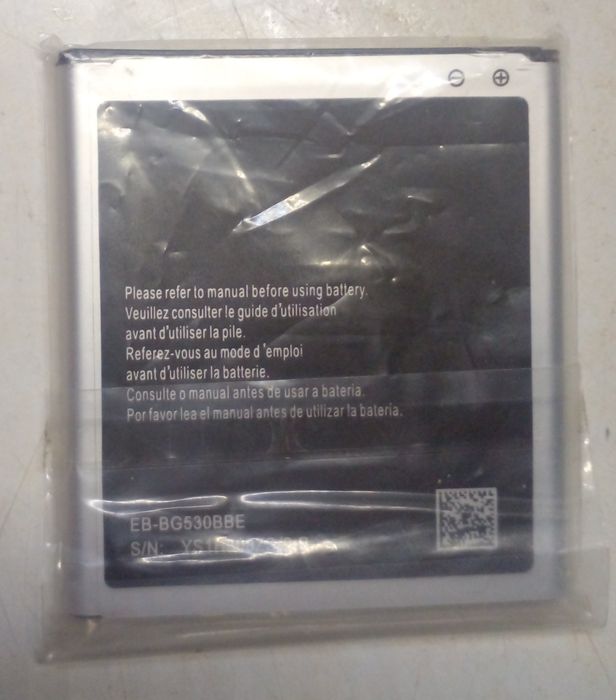 Please refer to manual before using battery.
Veuillez consulter le guide d'utilisation
avant d'utiliser la pile.
Referez-vous au mode d 'emploi
avant d'utiliser la batterie.
Consulte o manual antes de usar a bateria.
Por favor lea el manual antes de utilizar la bateria.
EB-BG530BBE
S/N: